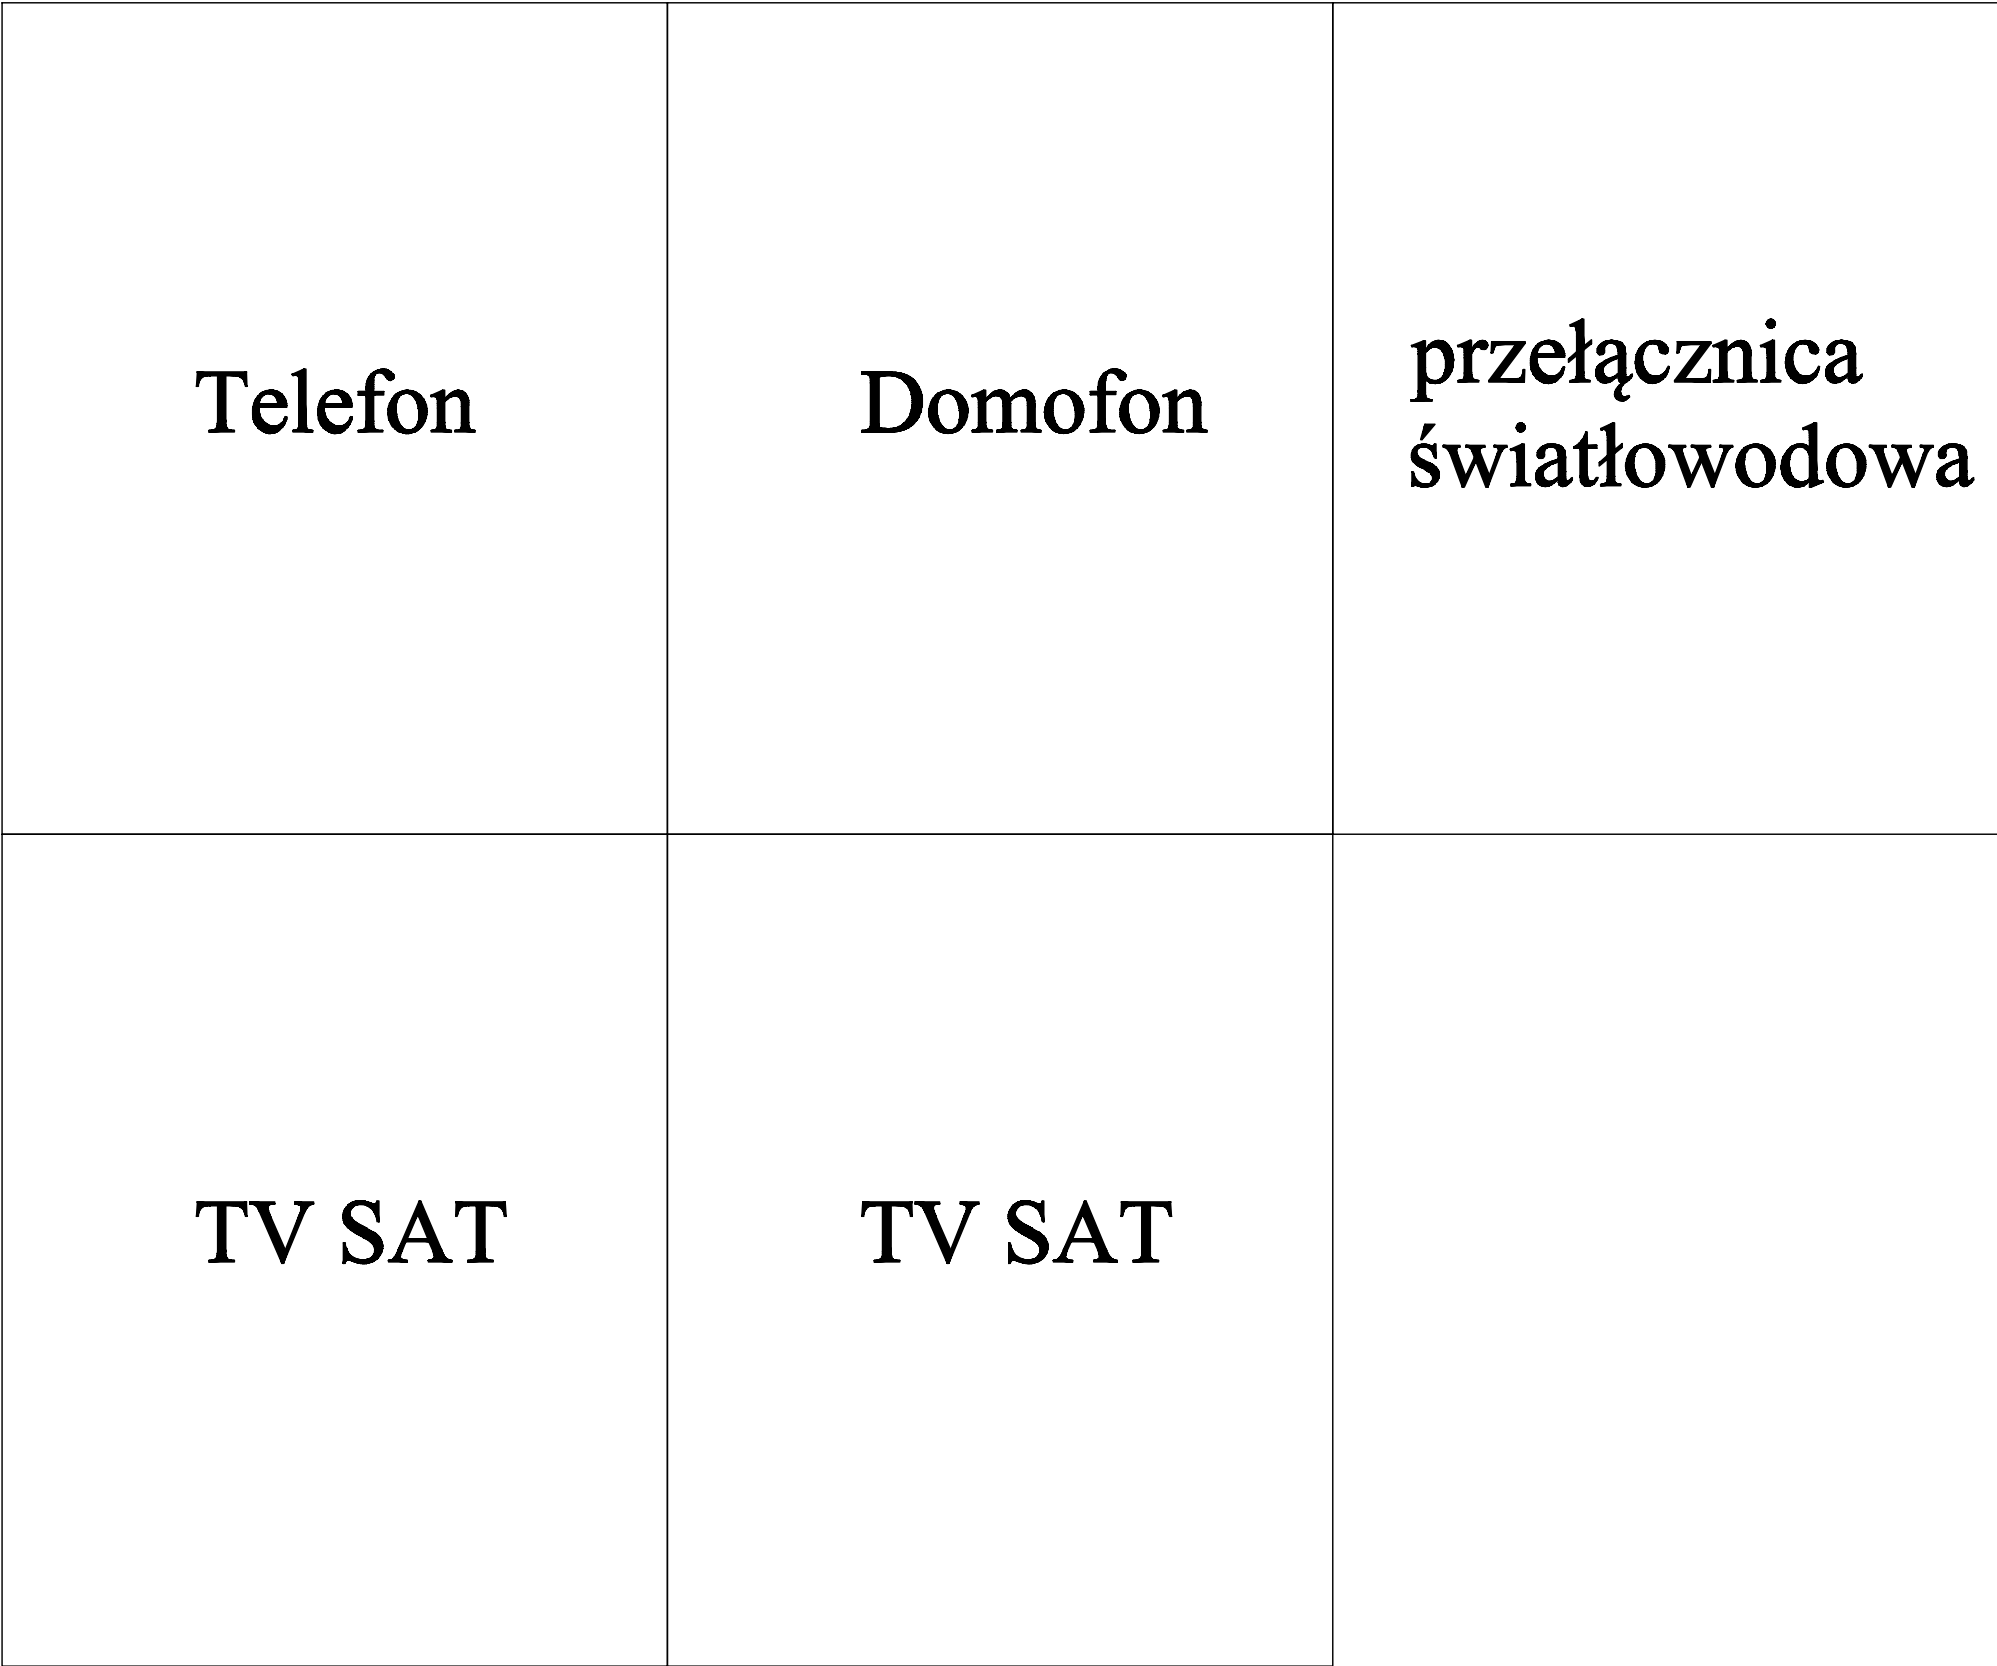 Telefon
Domofon
przełącznica
światłowodowa
TV SAT
TV SAT